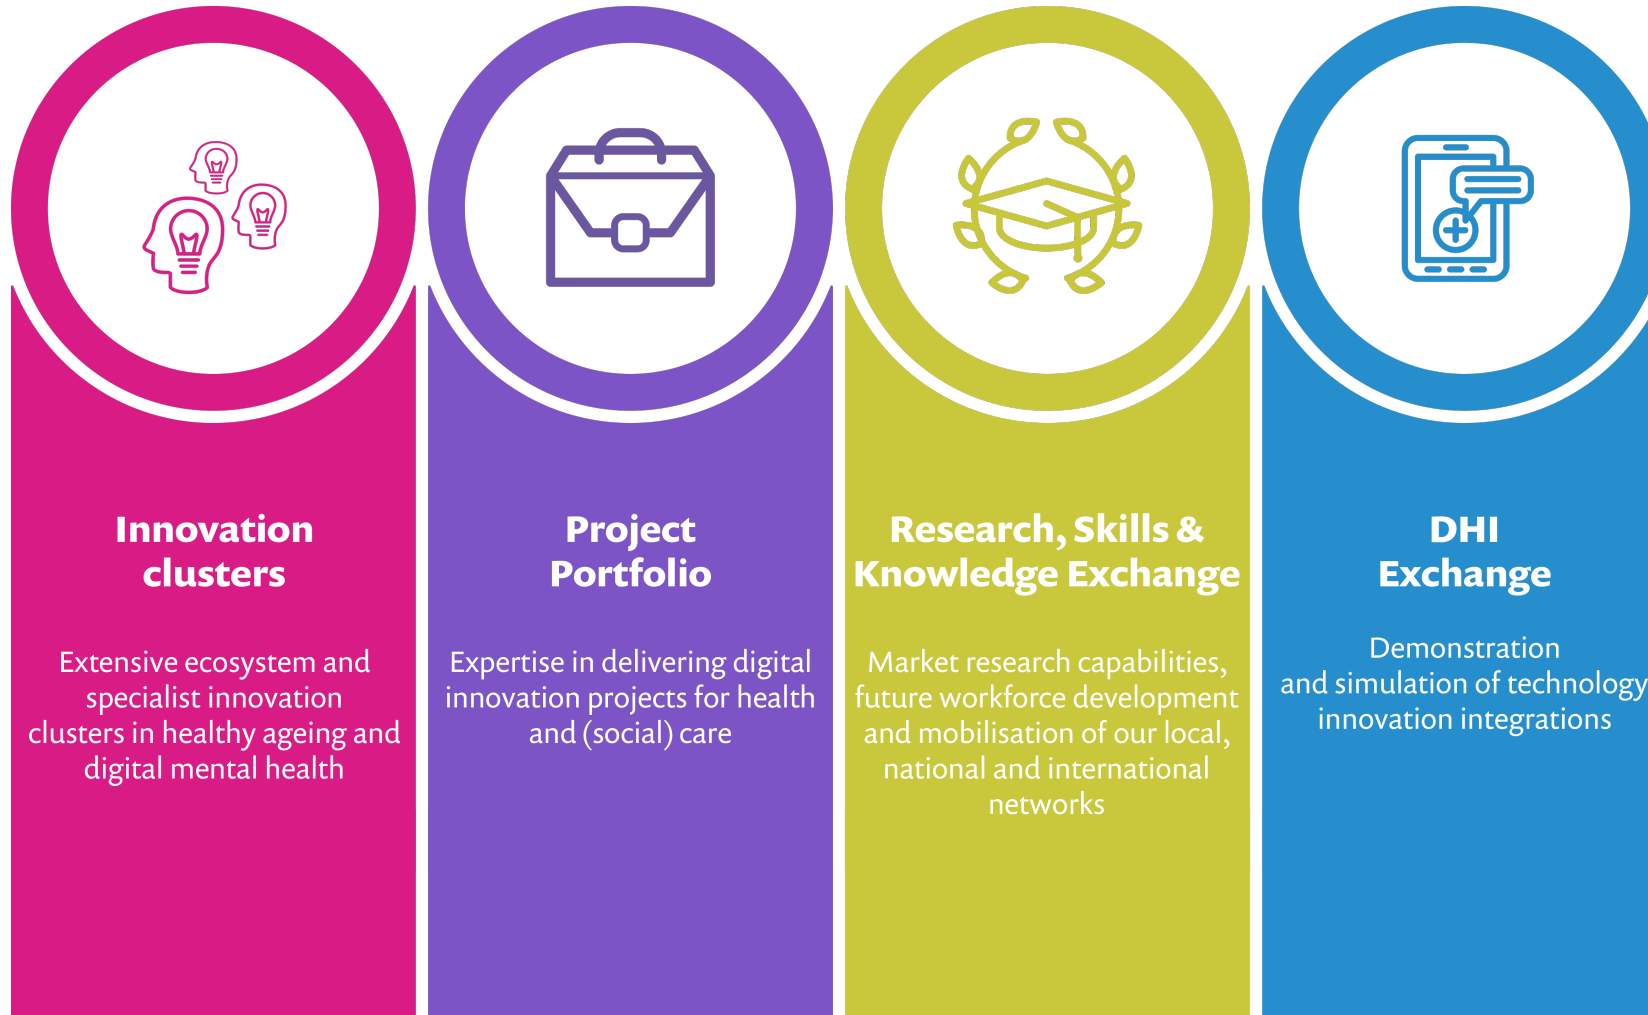 Innovation
clusters
Extensive ecosystem and
specialist innovation
clusters in healthy ageing and
digital mental health
Project
Portfolio
Expertise in delivering digital
innovation projects for health
and (social) care
Research, Skills &
Knowledge Exchange
Market research capabilities,
future workforce development
and mobilisation of our local,
national and international
networks
DHI
Exchange
Demonstration
and simulation of technology
innovation integrations